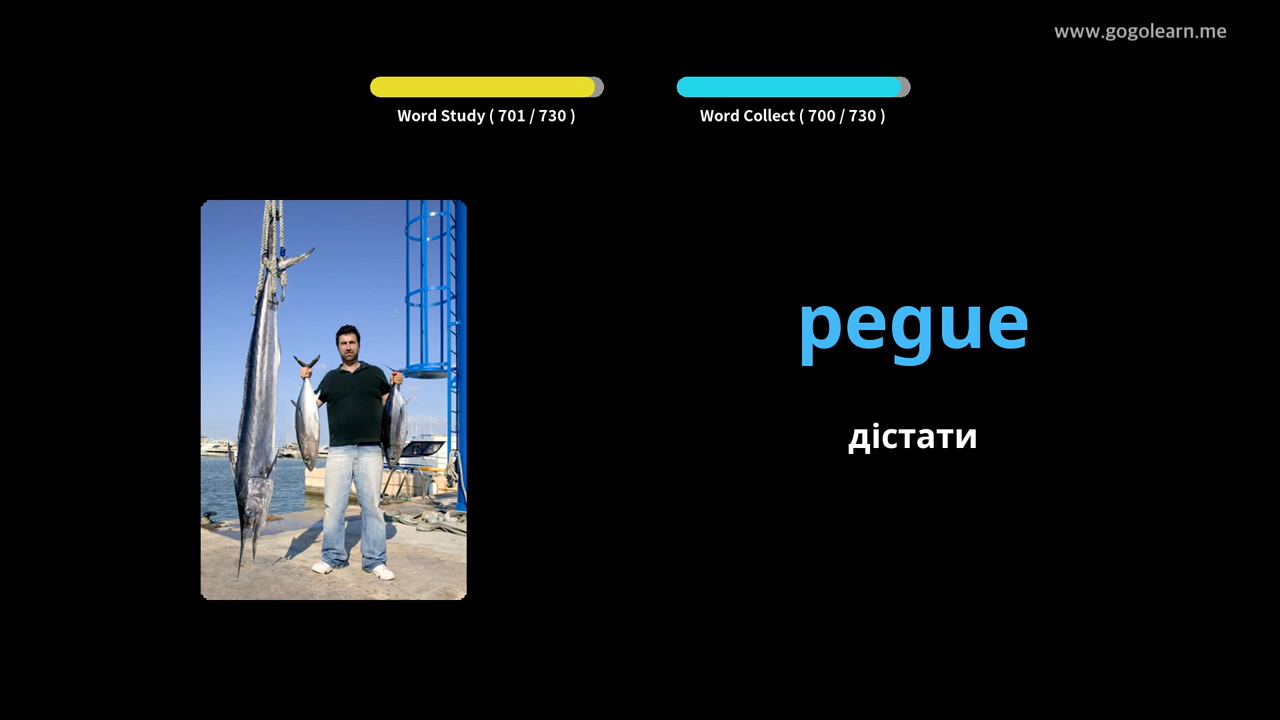 www.gogolearn.me
Word Study ( 701 / 730 )
Word Collect ( 700 / 730 )
pegue
дістати